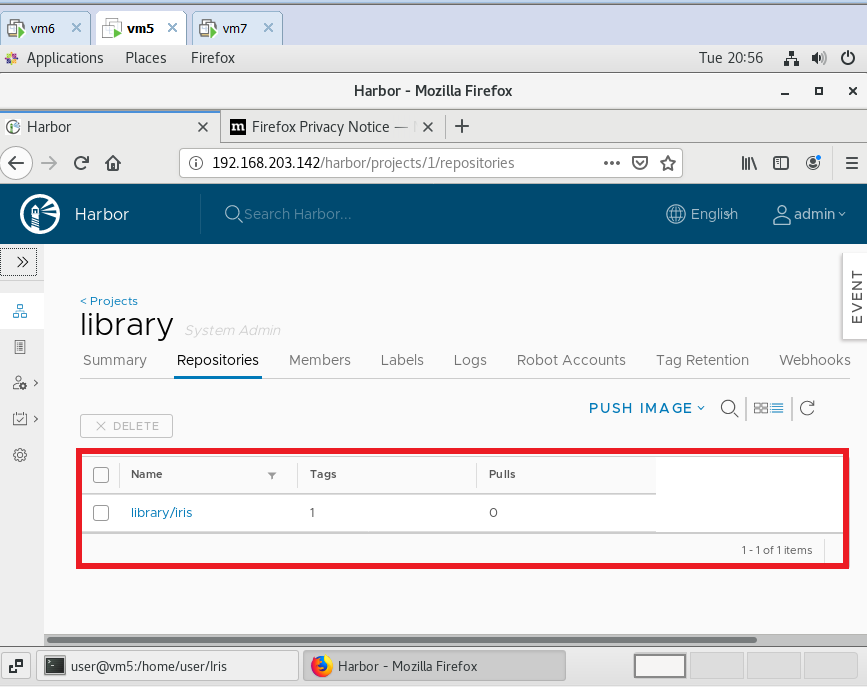 vm6 vm5 vm7
Applications Places Firefox Tue 20:56
Harbor - Mozilla Firefox
Harbor Firefox Privacy Notice —
192.168.203.142/harbor/projects/1/repositories
Harbor Search Harbor... English admin
EVENT
< Projects
library System Admin
Summary Repositories Members Labels Logs Robot Accounts Tag Retention Webhooks
PUSH IMAGE
DELETE
Name Tags Pulls
library/iris 1 0
1 - 1 of 1 items
user@vm5:/home/user/Iris Harbor - Mozilla Firefox